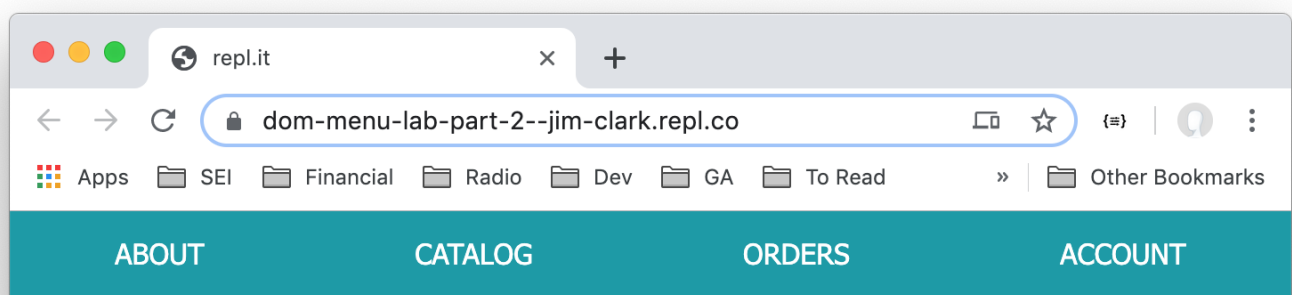 repl.it
dom-menu-lab-part-2--jim-clark.repl.co
{≡}
Apps SEI Financial Radio Dev GA To Read » Other Bookmarks
ABOUT CATALOG ORDERS ACCOUNT